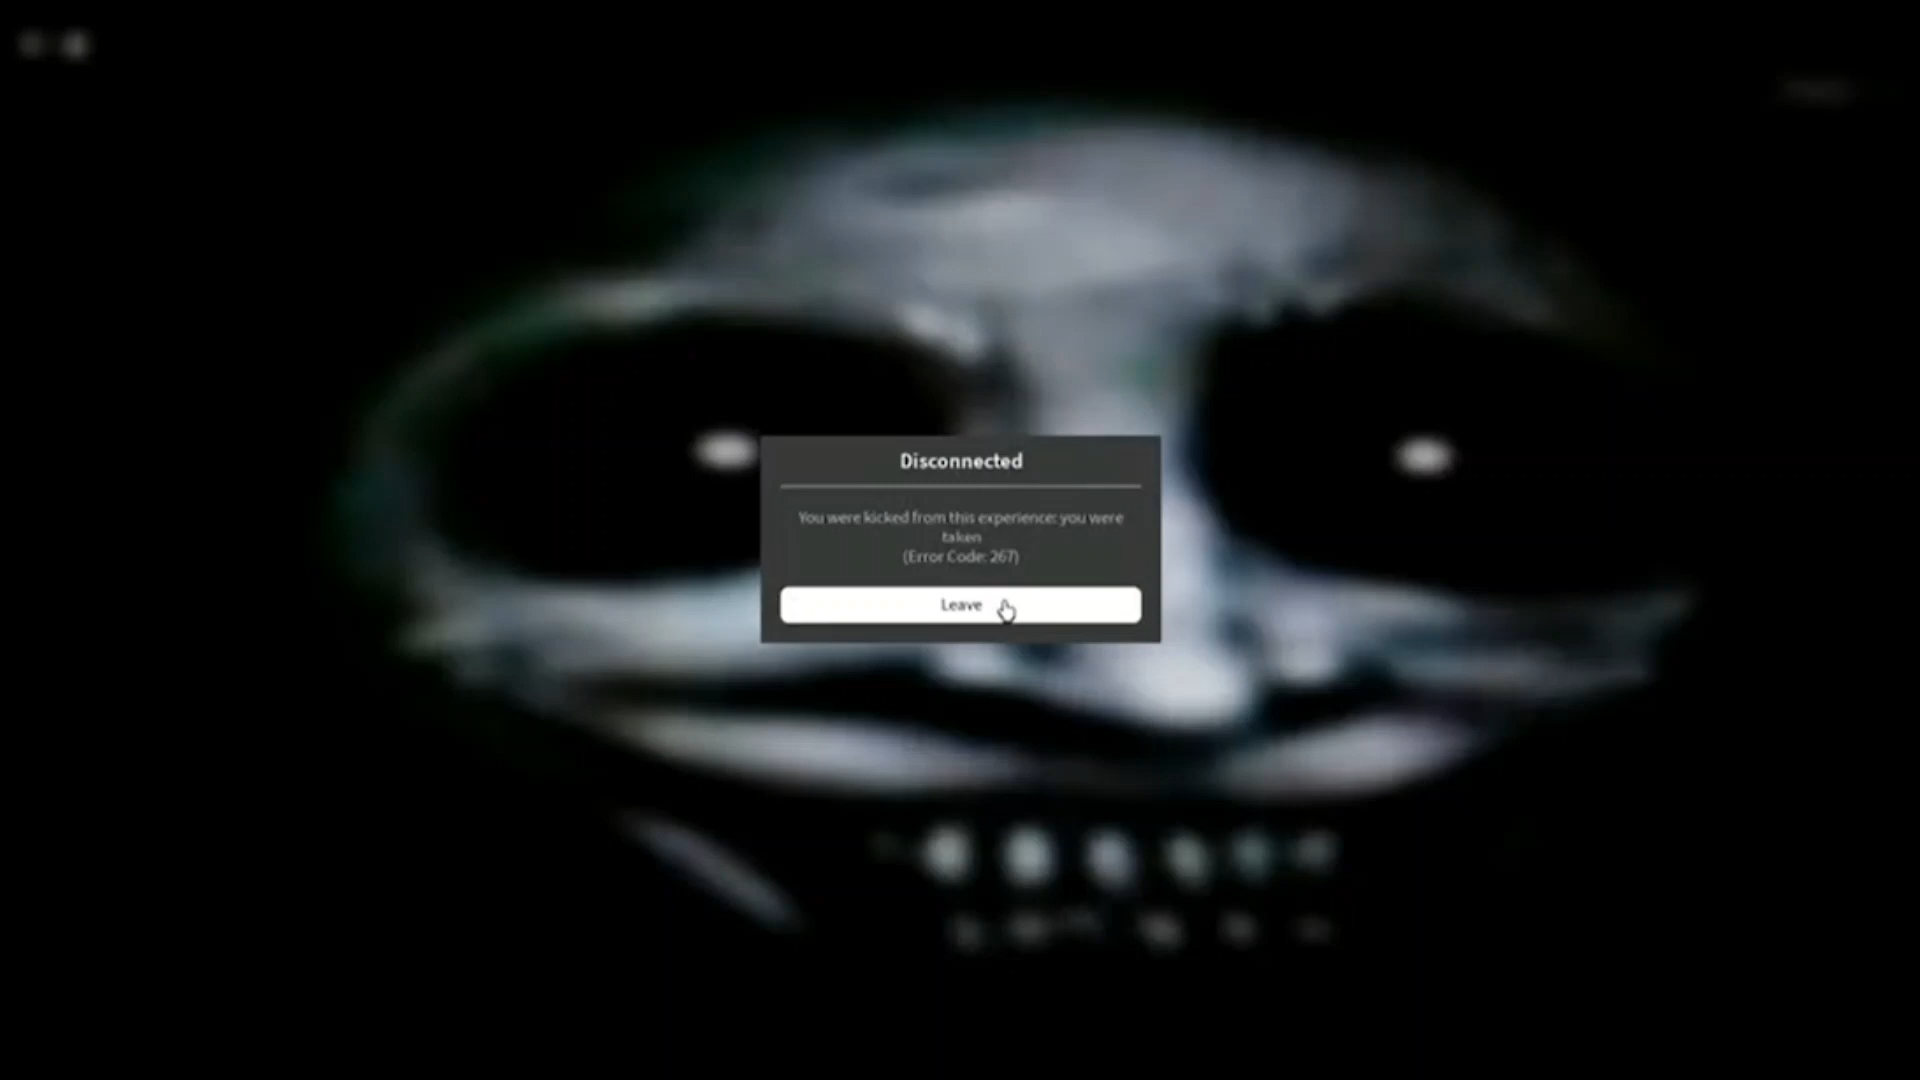 Disconnected
You were kicked from this experience: you were
taken
(Error Code: 267)
Leave